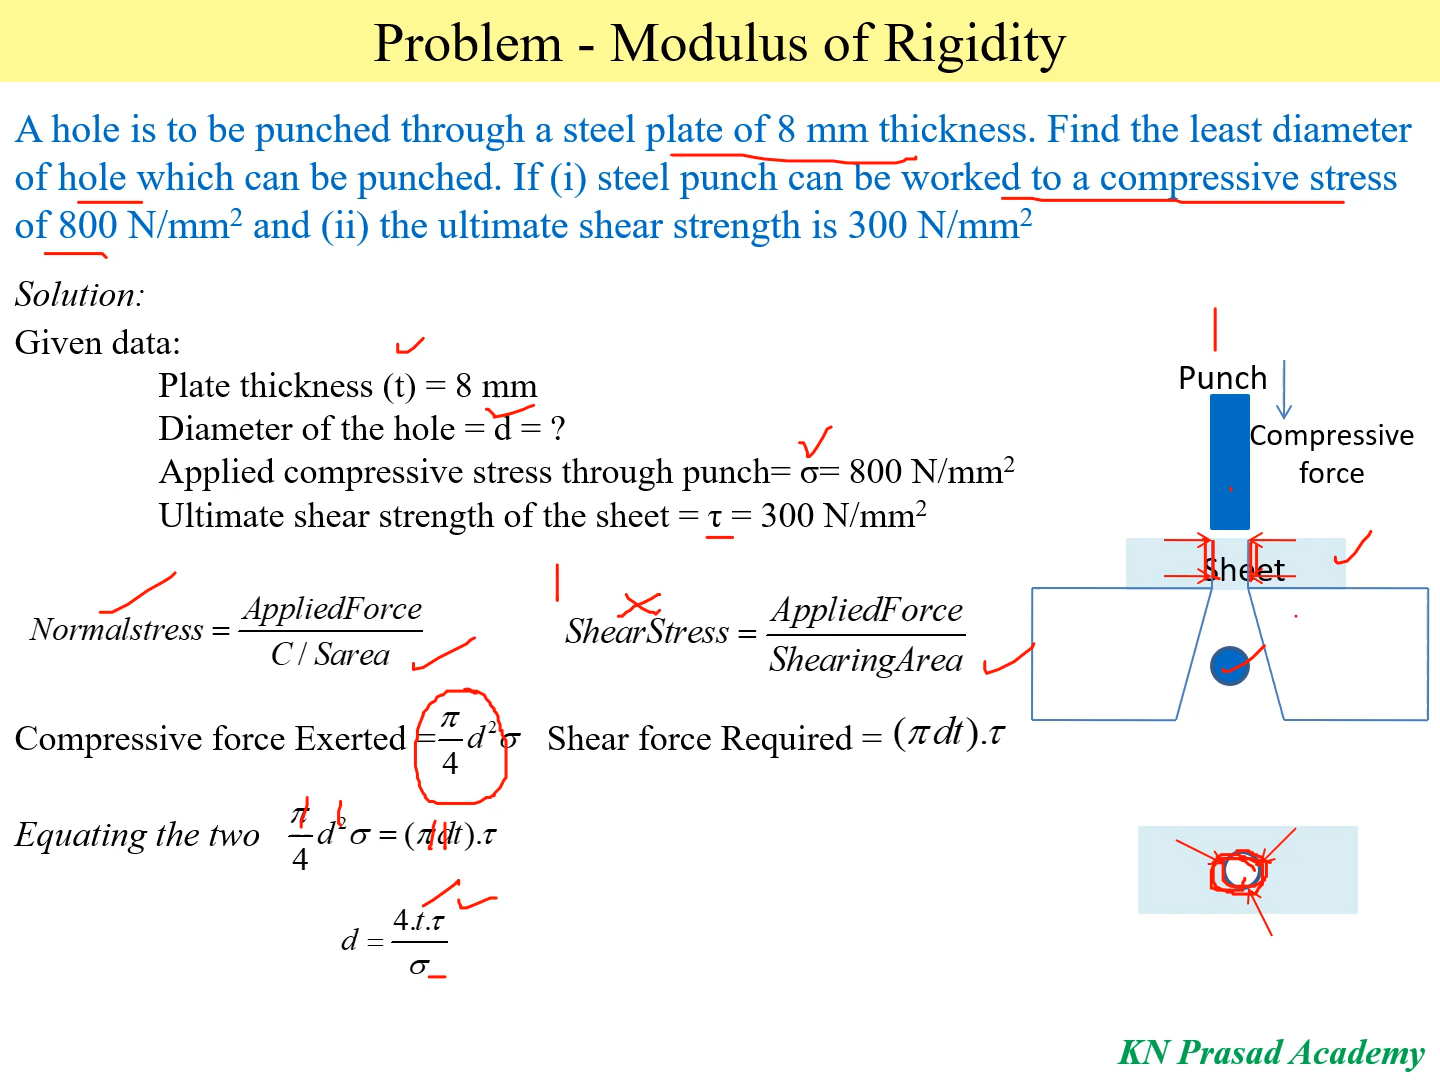 Problem - Modulus of Rigidity
A hole is to be punched through a steel plate of 8 mm thickness. Find the least diameter
of hole which can be punched. If (i) steel punch can be worked to a compressive stress
of 800 N/mm² and (ii) the ultimate shear strength is 300 N/mm²
Solution:
Given data:
Plate thickness (t) = 8 mm
Diameter of the hole = d = ?
Applied compressive stress through punch= σ= 800 N/mm²
Ultimate shear strength of the sheet = τ = 300 N/mm²
Normalstress = AppliedForce / C / Sarea
ShearStress = AppliedForce / ShearingArea
Compressive force Exerted = π/4 d²σ
Shear force Required = (π dt).τ
Equating the two π/4 d²σ = (π dt).τ
d = 4.t.τ / σ
Punch
Compressive
force
Sheet
KN Prasad Academy